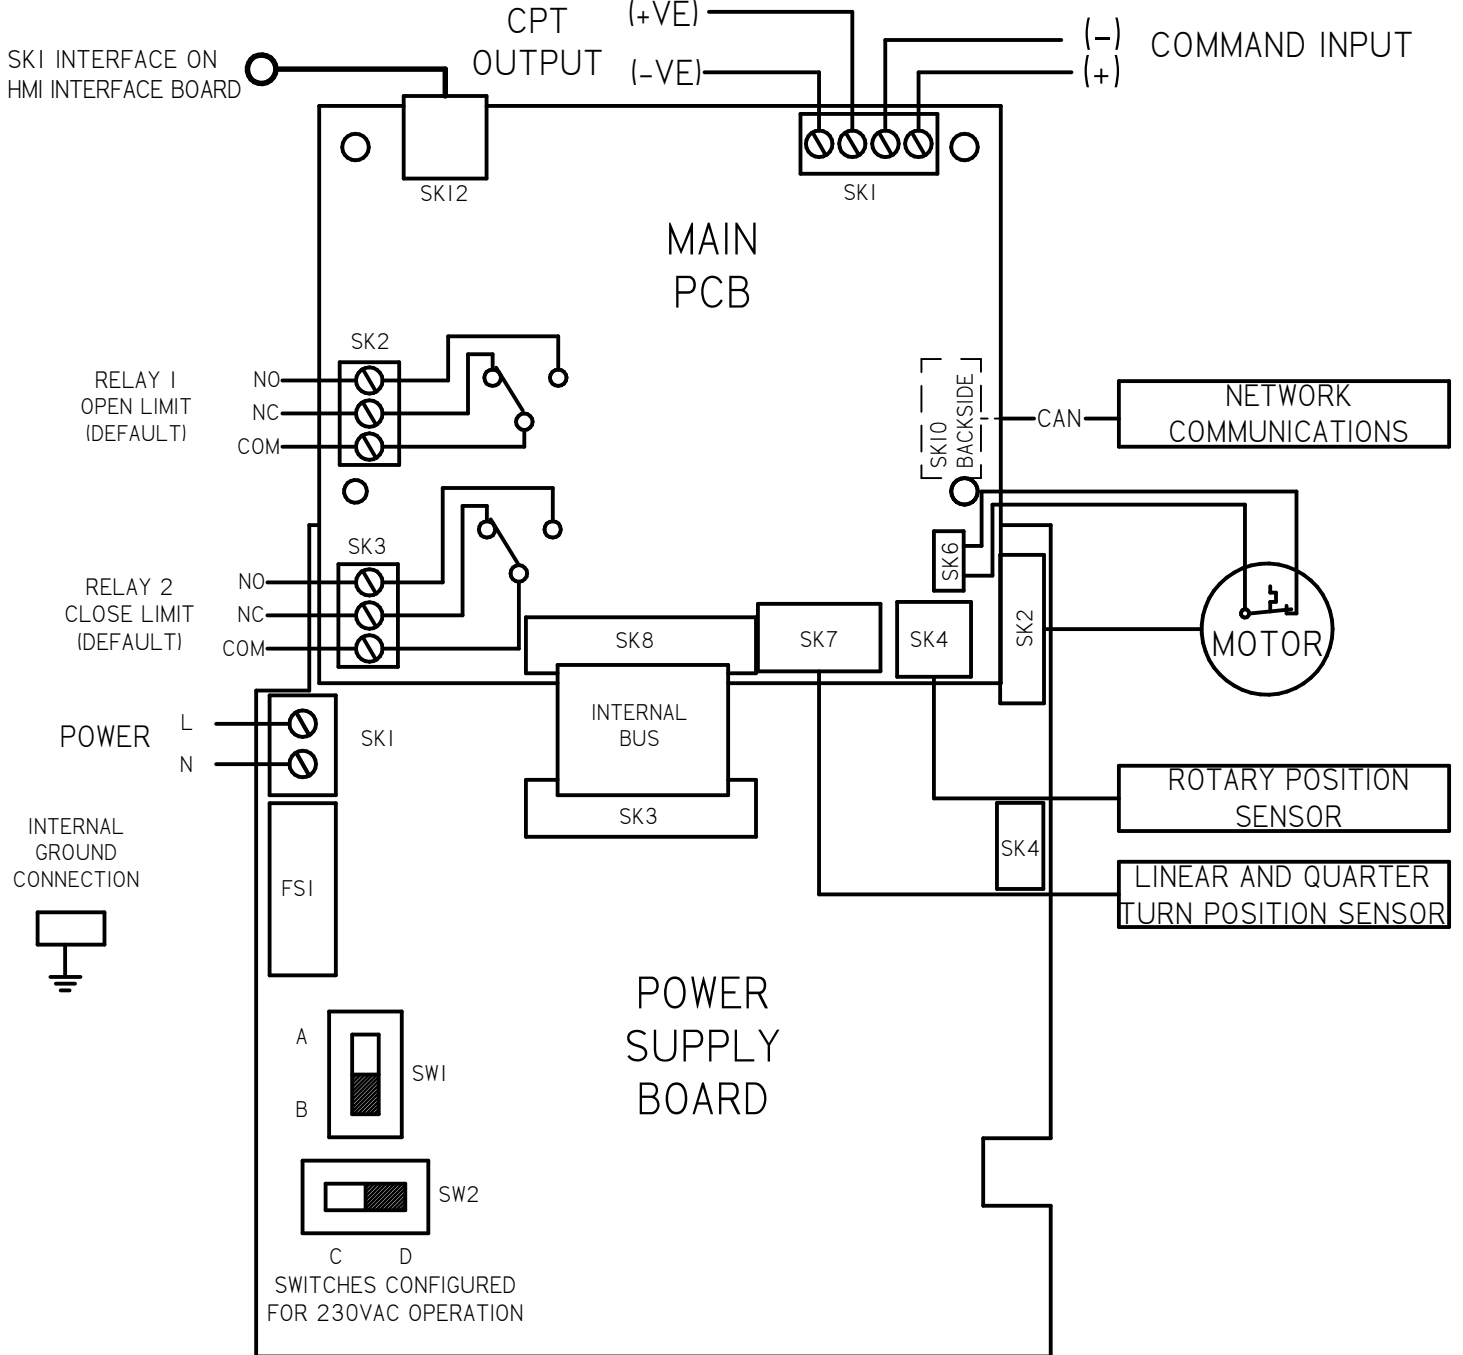 CPT
OUTPUT
(+VE)
(-VE)
(-)
(+)
COMMAND INPUT
SK1 INTERFACE ON
HMI INTERFACE BOARD
SK12
SK1
MAIN
PCB
SK2
RELAY 1
OPEN LIMIT
(DEFAULT)
NO
NC
COM
SK10
BACKSIDE
CAN
NETWORK
COMMUNICATIONS
SK3
RELAY 2
CLOSE LIMIT
(DEFAULT)
NO
NC
COM
SK6
SK2
MOTOR
SK8
SK7
SK4
INTERNAL
BUS
SK3
POWER
L
N
SK1
ROTARY POSITION
SENSOR
SK4
LINEAR AND QUARTER
TURN POSITION SENSOR
INTERNAL
GROUND
CONNECTION
FS1
POWER
SUPPLY
BOARD
A
B
SW1
SW2
C D
SWITCHES CONFIGURED
FOR 230VAC OPERATION